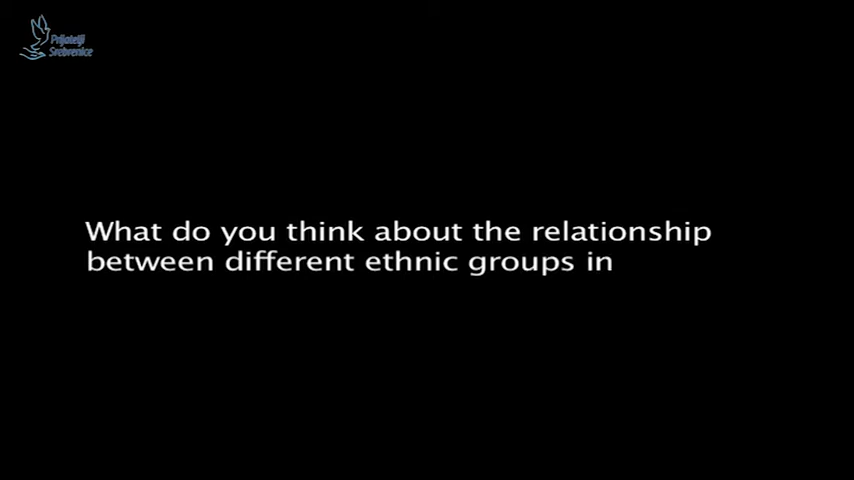 Prijatelji
Srebrenice
What do you think about the relationship
between different ethnic groups in